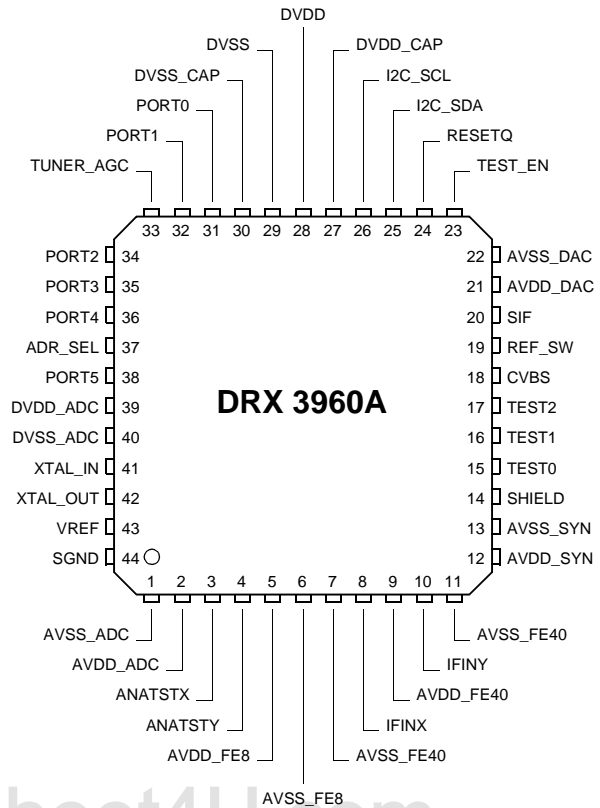 DVDD
DVSS DVDD_CAP
DVSS_CAP I2C_SCL
PORT0 I2C_SDA
PORT1 RESETQ
TUNER_AGC TEST_EN
33 32 31 30 29 28 27 26 25 24 23
PORT2 34 22 AVSS_DAC
PORT3 35 21 AVDD_DAC
PORT4 36 20 SIF
ADR_SEL 37 19 REF_SW
PORT5 38 18 CVBS
DRX 3960A
DVDD_ADC 39 17 TEST2
DVSS_ADC 40 16 TEST1
XTAL_IN 41 15 TEST0
XTAL_OUT 42 14 SHIELD
VREF 43 13 AVSS_SYN
SGND 44 12 AVDD_SYN
1 2 3 4 5 6 7 8 9 10 11
AVSS_ADC AVSS_FE40
AVDD_ADC IFINY
ANATSTX AVDD_FE40
ANATSTY IFINX
AVDD_FE8 AVSS_FE40
AVSS_FE8